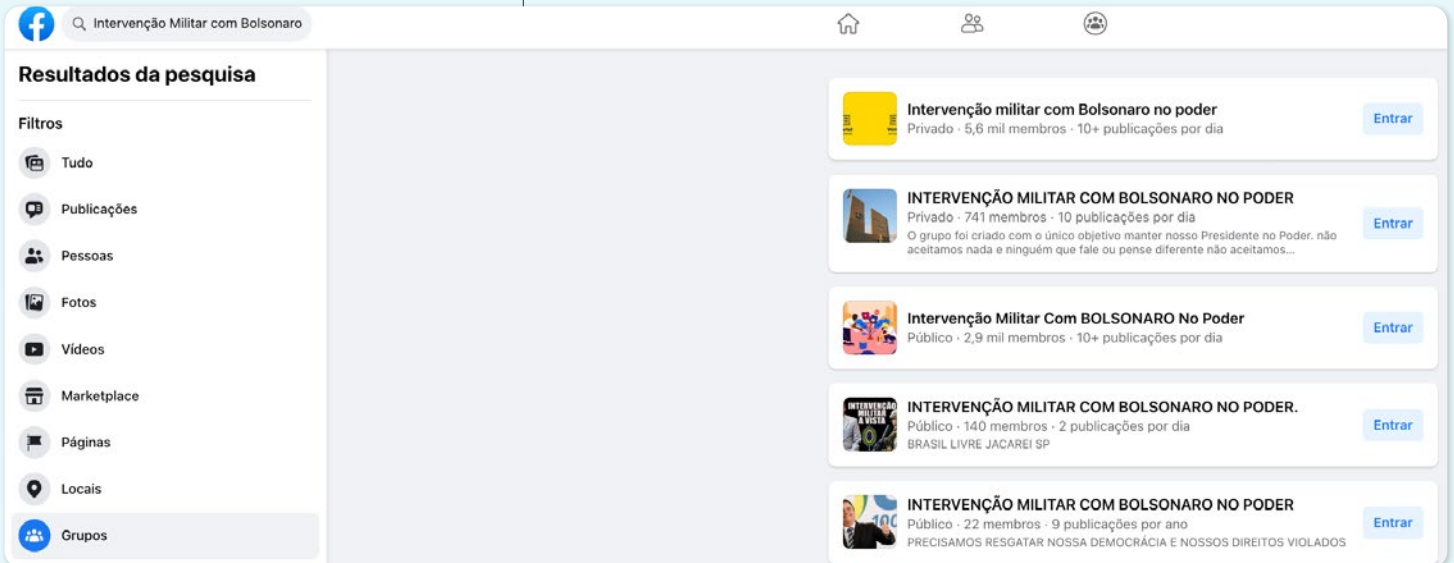 Intervenção Militar com Bolsonaro
Resultados da pesquisa
Filtros
Tudo
Publicações
Pessoas
Fotos
Vídeos
Marketplace
Páginas
Locais
Grupos
Intervenção militar com Bolsonaro no poder
Privado · 5,6 mil membros · 10+ publicações por dia
Entrar
INTERVENÇÃO MILITAR COM BOLSONARO NO PODER
Privado · 741 membros · 10 publicações por dia
O grupo foi criado com o único objetivo manter nosso Presidente no Poder. não
aceitamos nada e ninguém que fale ou pense diferente não aceitamos...
Entrar
Intervenção Militar Com BOLSONARO No Poder
Público · 2,9 mil membros · 10+ publicações por dia
Entrar
INTERVENÇÃO
MILITAR
A VISTA
INTERVENÇÃO MILITAR COM BOLSONARO NO PODER.
Público · 140 membros · 2 publicações por dia
BRASIL LIVRE JACAREI SP
Entrar
100
INTERVENÇÃO MILITAR COM BOLSONARO NO PODER
Público · 22 membros · 9 publicações por ano
PRECISAMOS RESGATAR NOSSA DEMOCRÁCIA E NOSSOS DIREITOS VIOLADOS
Entrar